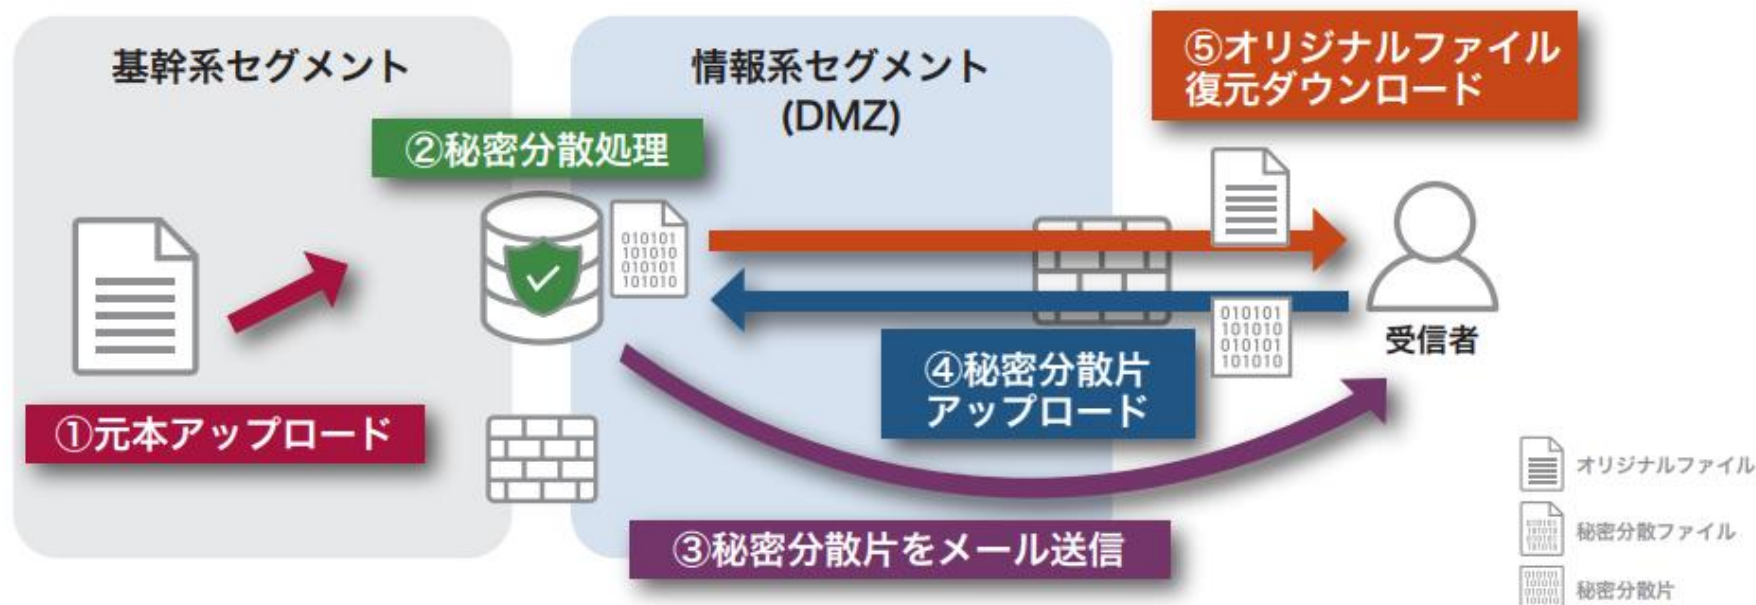 基幹系セグメント
情報系セグメント
(DMZ)
⑤オリジナルファイル
復元ダウンロード
②秘密分散処理
010101
101010
010101
101010
①元本アップロード
④秘密分散片
アップロード
010101
101010
010101
101010
受信者
③秘密分散片をメール送信
オリジナルファイル
秘密分散ファイル
秘密分散片